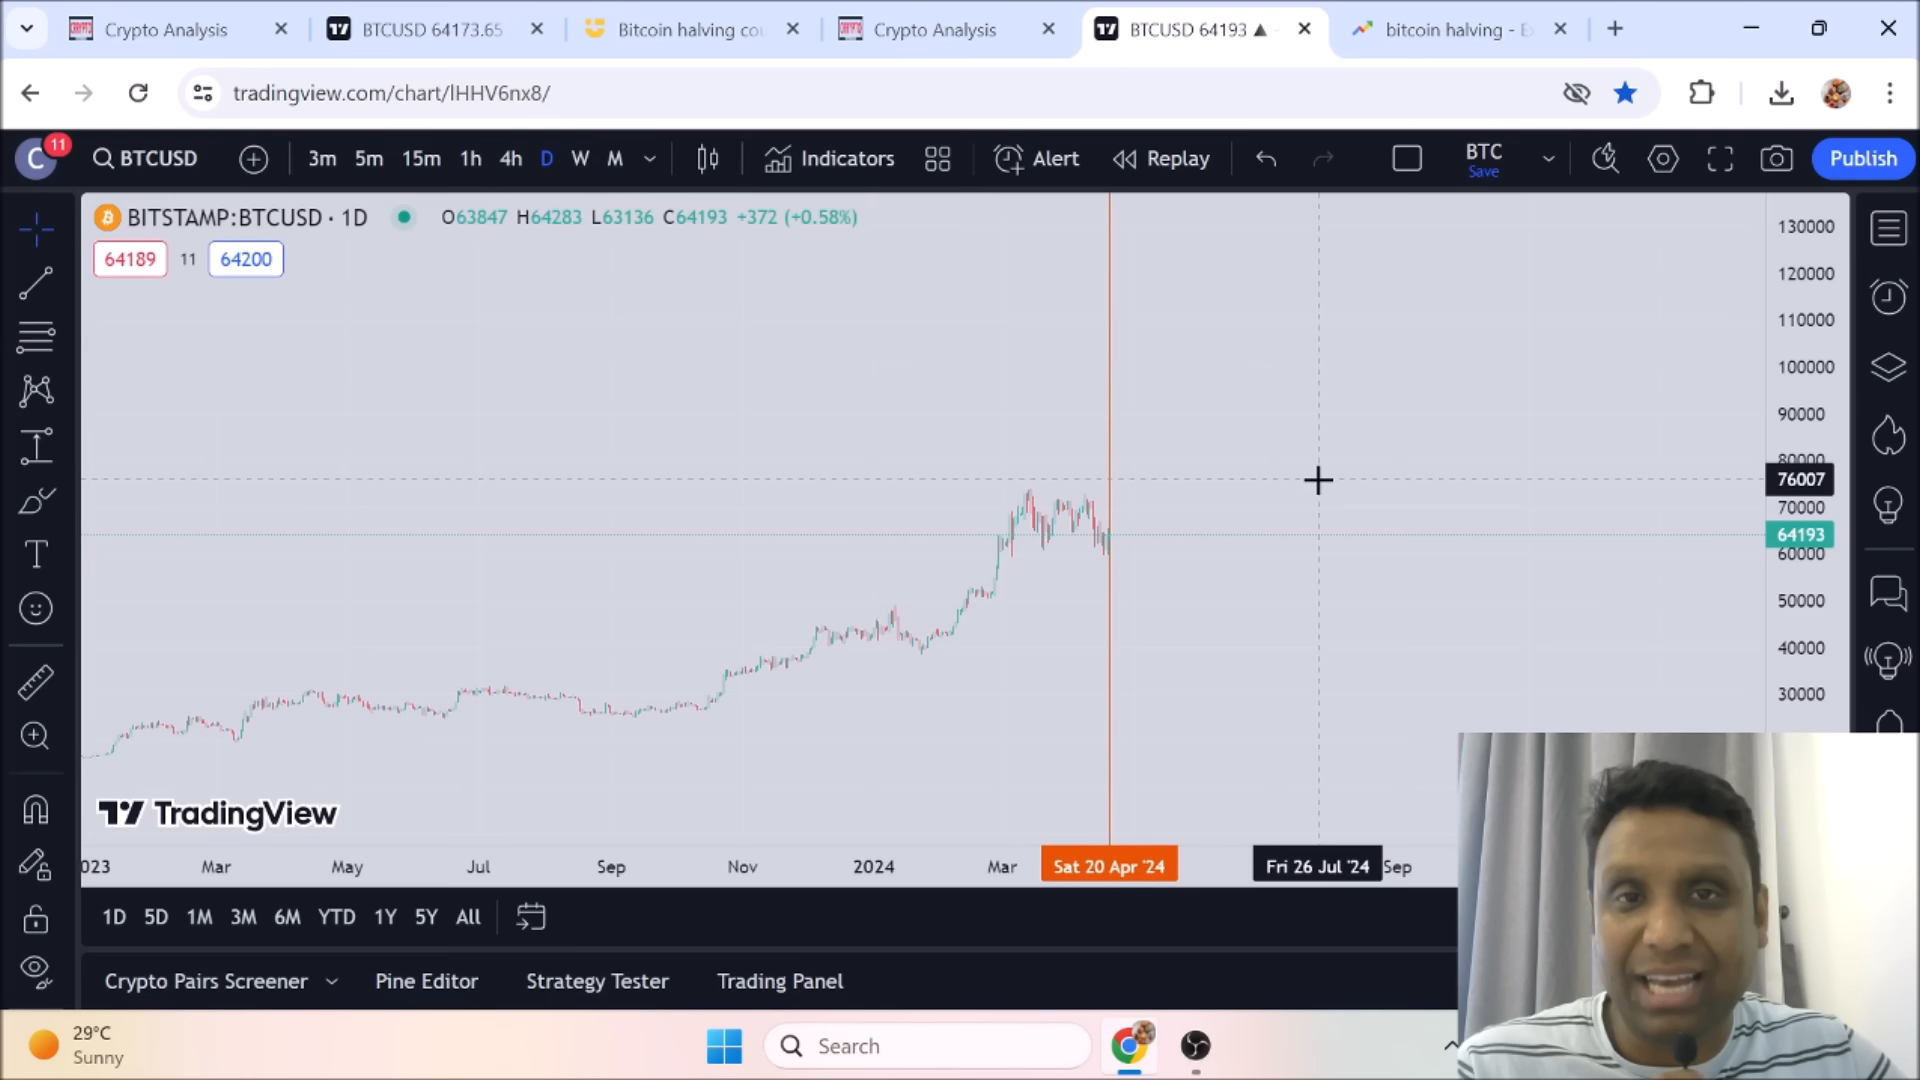 Crypto Analysis
BTCUSD 64173.65
Bitcoin halving cou
Crypto Analysis
BTCUSD 64193 ▲
bitcoin halving - E
tradingview.com/chart/lHHV6nx8/
C
11
BTCUSD
3m 5m 15m 1h 4h D W M
Indicators
Alert
Replay
BTC
Save
Publish
BITSTAMP:BTCUSD · 1D
O63847 H64283 L63136 C64193 +372 (+0.58%)
64189 11 64200
130000
120000
110000
100000
90000
80000
76007
70000
64193
60000
50000
40000
30000
TradingView
023 Mar May Jul Sep Nov 2024 Mar Sat 20 Apr '24 Fri 26 Jul '24 Sep
1D 5D 1M 3M 6M YTD 1Y 5Y All
Crypto Pairs Screener Pine Editor Strategy Tester Trading Panel
29°C
Sunny
Search